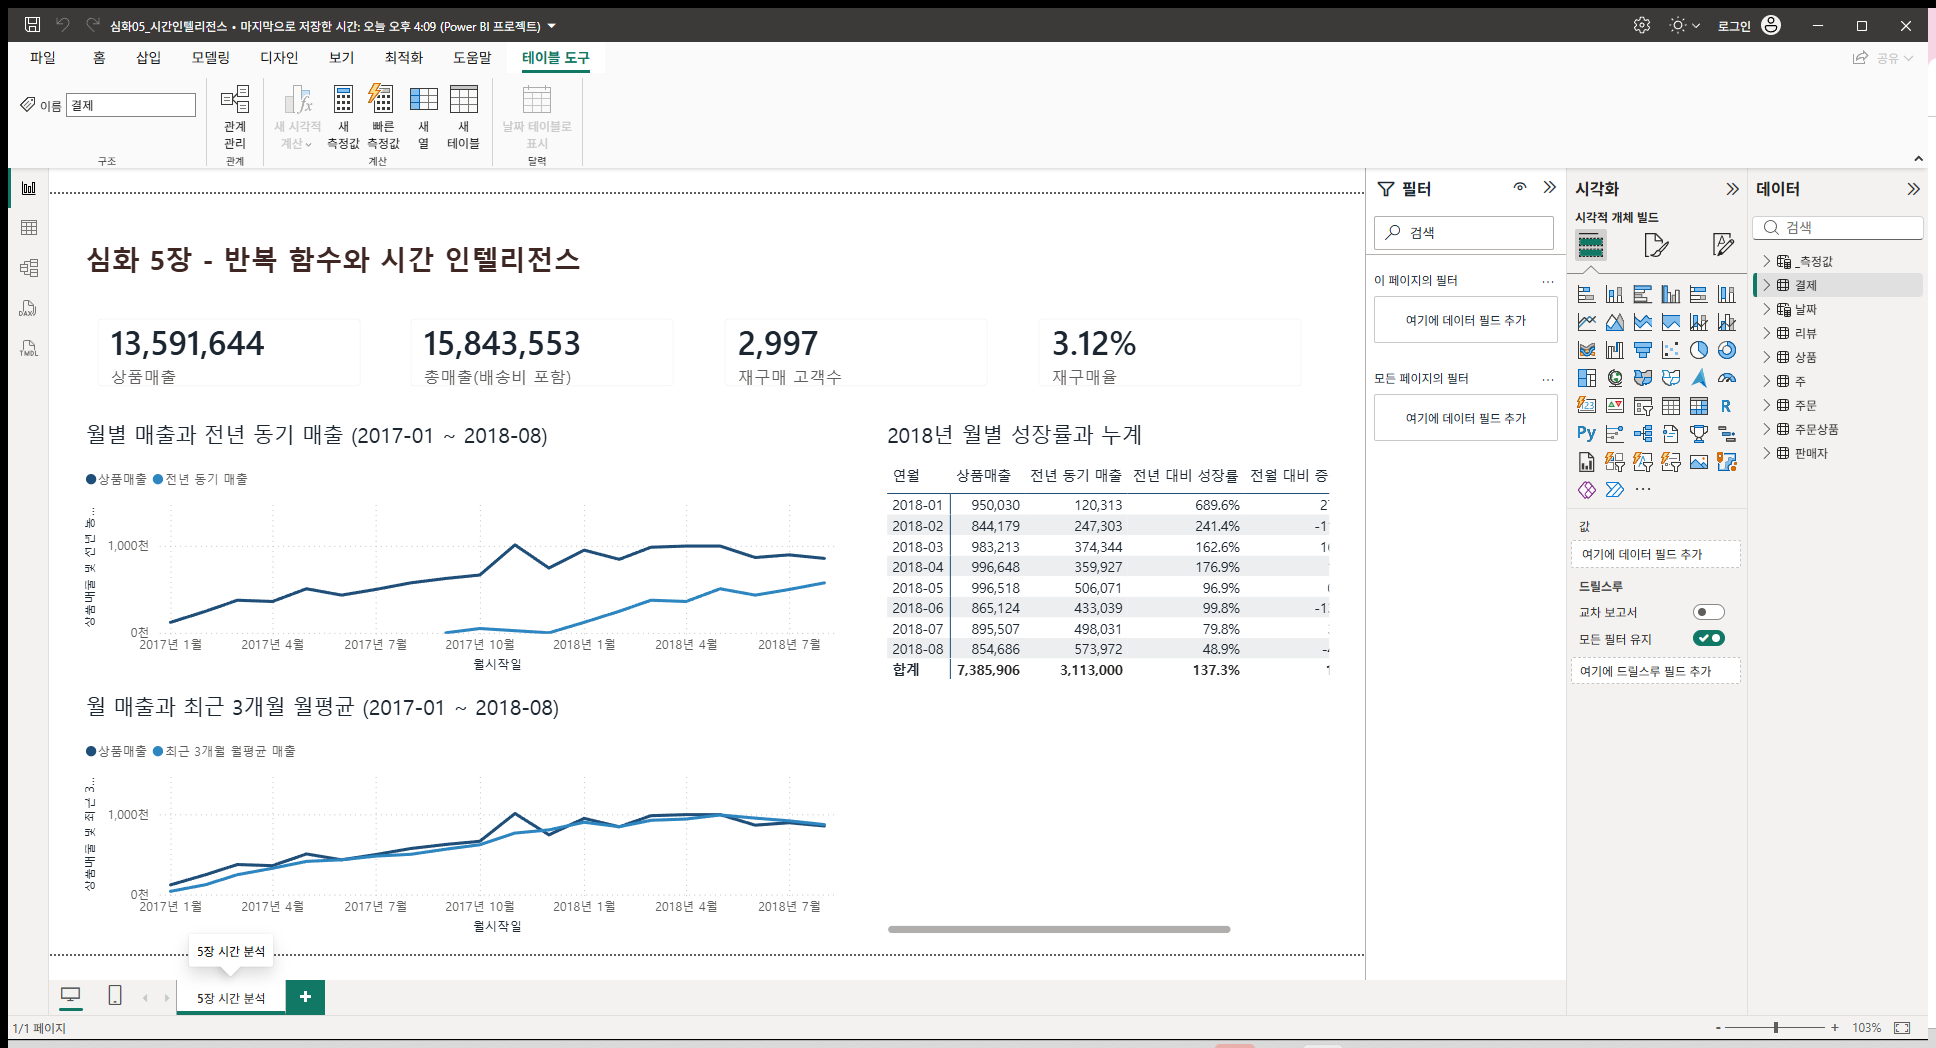 심화05_시간인텔리전스 • 마지막으로 저장한 시간: 오늘 오후 4:09 (Power BI 프로젝트)
로그인
파일 홈 삽입 모델링 디자인 보기 최적화 도움말 테이블 도구
공유
이름 결제
관계 관리
새 시각적 계산
새 측정값
빠른 측정값
새 열
새 테이블
날짜 테이블로 표시
구조 관계 계산 달력
심화 5장 - 반복 함수와 시간 인텔리전스
13,591,644
상품매출
15,843,553
총매출(배송비 포함)
2,997
재구매 고객수
3.12%
재구매율
월별 매출과 전년 동기 매출 (2017-01 ~ 2018-08)
상품매출 전년 동기 매출
상품매출 및 전년 동...
1,000천
0천
2017년 1월 2017년 4월 2017년 7월 2017년 10월 2018년 1월 2018년 4월 2018년 7월
월시작일
월 매출과 최근 3개월 월평균 (2017-01 ~ 2018-08)
상품매출 최근 3개월 월평균 매출
상품매출 및 최근 3...
1,000천
0천
2017년 1월 2017년 4월 2017년 7월 2017년 10월 2018년 1월 2018년 4월 2018년 7월
월시작일
2018년 월별 성장률과 누계
연월 상품매출 전년 동기 매출 전년 대비 성장률 전월 대비 증
2018-01 950,030 120,313 689.6%
2018-02 844,179 247,303 241.4%
2018-03 983,213 374,344 162.6%
2018-04 996,648 359,927 176.9%
2018-05 996,518 506,071 96.9%
2018-06 865,124 433,039 99.8%
2018-07 895,507 498,031 79.8%
2018-08 854,686 573,972 48.9%
합계 7,385,906 3,113,000 137.3%
5장 시간 분석
5장 시간 분석
1/1 페이지
103%
필터
검색
이 페이지의 필터
여기에 데이터 필드 추가
모든 페이지의 필터
여기에 데이터 필드 추가
시각화
시각적 개체 빌드
123
R
Py
값
여기에 데이터 필드 추가
드릴스루
교차 보고서
모든 필터 유지
여기에 드릴스루 필드 추가
데이터
검색
_측정값
결제
날짜
리뷰
상품
주
주문
주문상품
판매자
DAX
TMDL